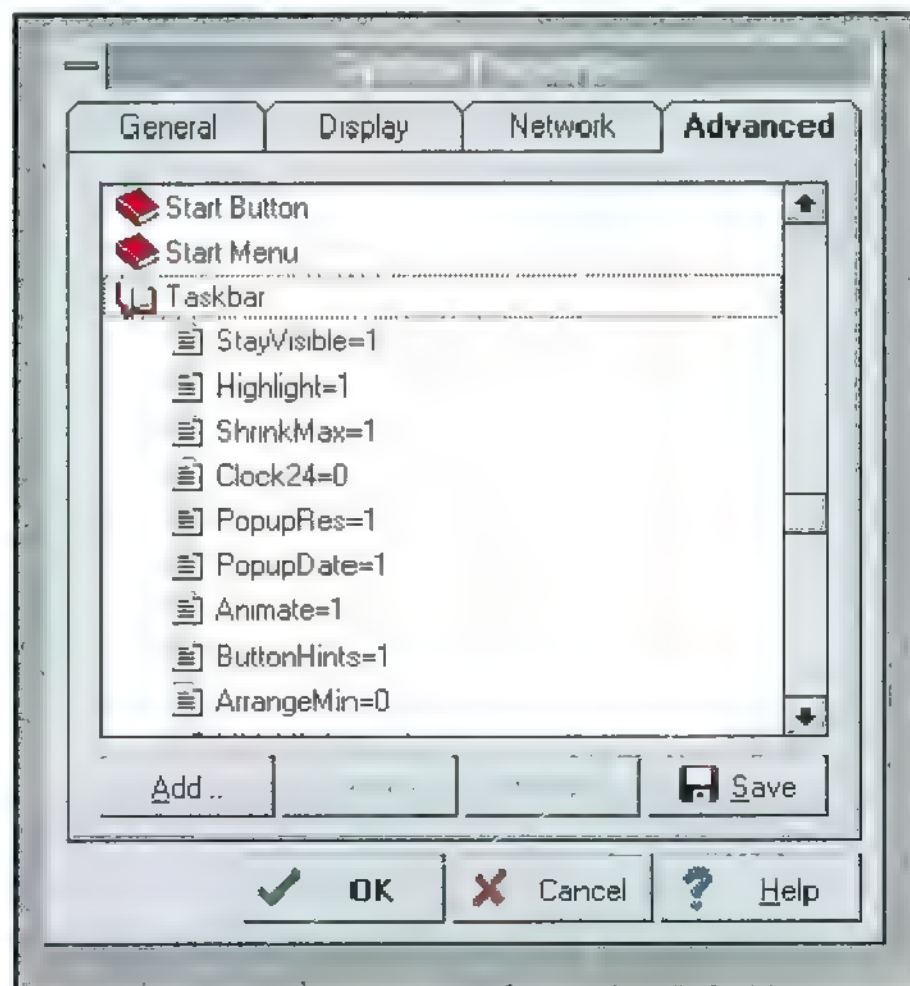 General Display Network Advanced
Start Button
Start Menu
Taskbar
StayVisible=1
Highlight=1
ShrinkMax=1
Clock24=0
PopupRes=1
PopupDate=1
Animate=1
ButtonHints=1
ArrangeMin=0
Add... Save
OK Cancel Help